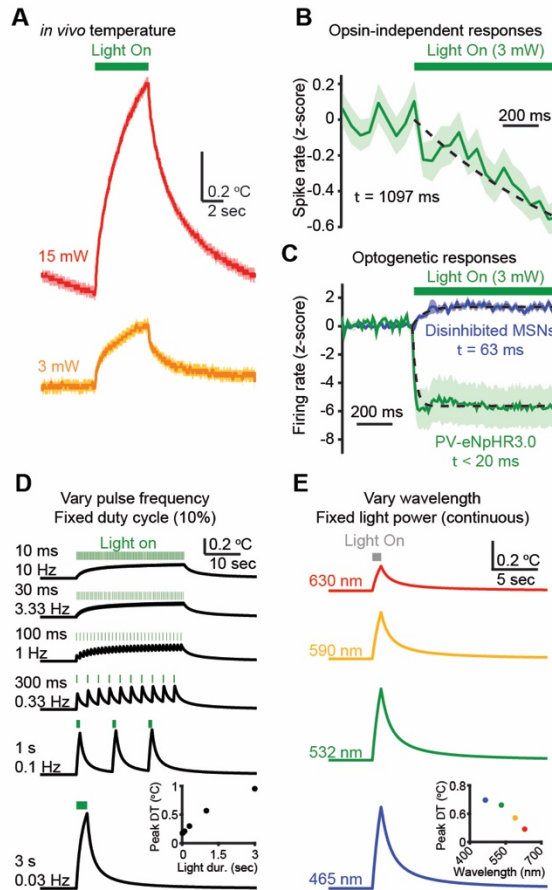 A
in vivo temperature
Light On
0.2 ºC
2 sec
15 mW
3 mW
B
Opsin-independent responses
Light On (3 mW)
0.2
0
-0.2
-0.4
-0.6
Spike rate (z-score)
200 ms
t = 1097 ms
C
Optogenetic responses
Light On (3 mW)
2
0
-2
-4
-6
-8
Firing rate (z-score)
Disinhibited MSNs
t = 63 ms
200 ms
PV-eNpHR3.0
t < 20 ms
D
Vary pulse frequency
Fixed duty cycle (10%)
Light on
0.2 ºC
10 sec
10 ms
10 Hz
30 ms
3.33 Hz
100 ms
1 Hz
300 ms
0.33 Hz
1 s
0.1 Hz
3 s
0.03 Hz
Peak DT
(ºC)
1
0.5
0
0
3
Light dur. (sec)
E
Vary wavelength
Fixed light power (continuous)
Light On
0.2 ºC
5 sec
630 nm
590 nm
532 nm
465 nm
Peak DT
(ºC)
0.8
0.6
0.2
400
700
Wavelength (nm)